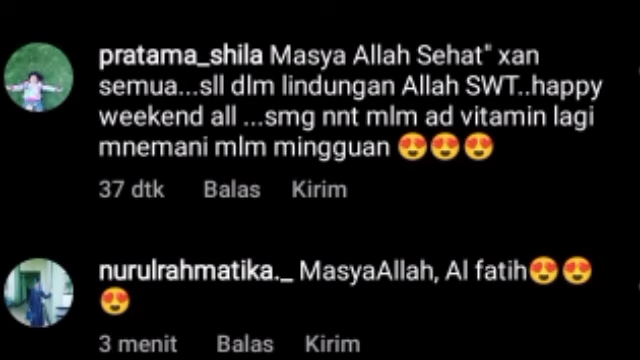 pratama_shila Masya Allah Sehat" xan
semua...sll dlm lindungan Allah SWT..happy
weekend all ...smg nnt mlm ad vitamin lagi
mnemani mlm mingguan 😍😍😍
37 dtk Balas Kirim
nurulrahmatika._ MasyaAllah, Al fatih😍😍
😍
3 menit Balas Kirim